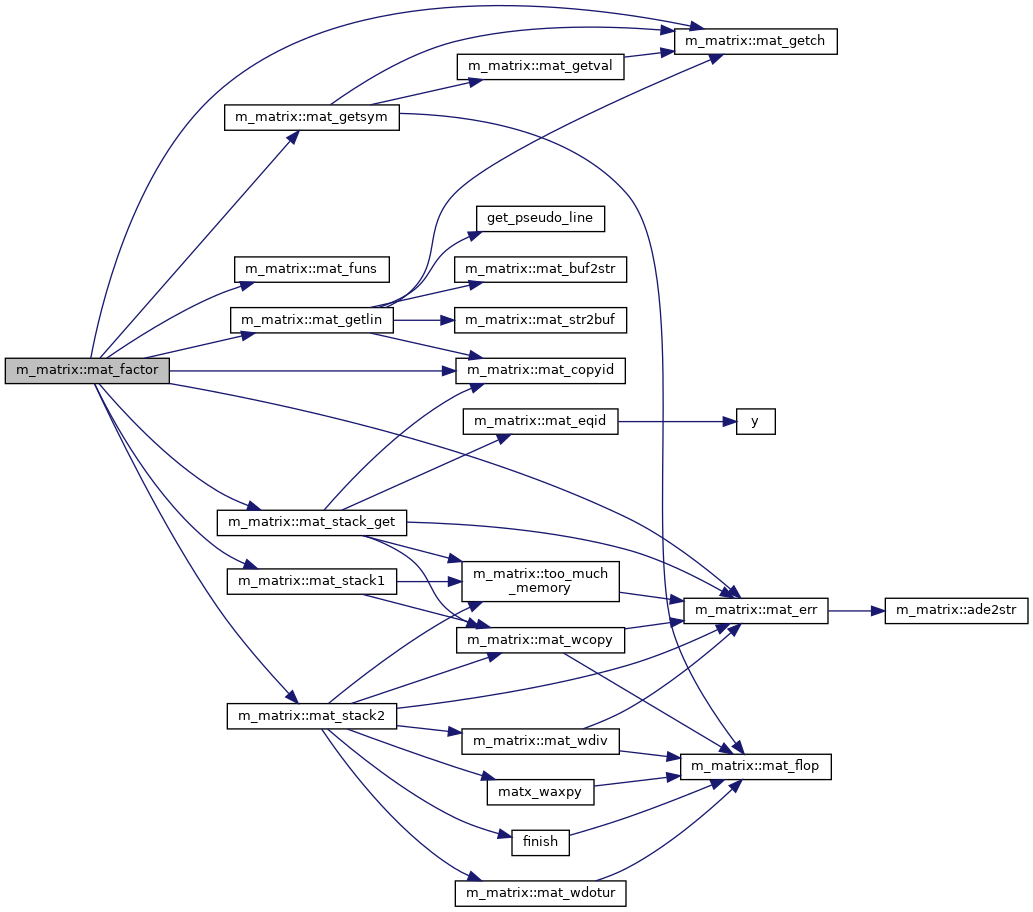 m_matrix::mat_getch
m_matrix::mat_getval
m_matrix::mat_getsym
get_pseudo_line
m_matrix::mat_funs
m_matrix::mat_buf2str
m_matrix::mat_getlin
m_matrix::mat_str2buf
m_matrix::mat_factor
m_matrix::mat_copyid
m_matrix::mat_eqid
y
m_matrix::mat_stack_get
m_matrix::too_much
_memory
m_matrix::mat_stack1
m_matrix::mat_err
m_matrix::ade2str
m_matrix::mat_wcopy
m_matrix::mat_stack2
m_matrix::mat_wdiv
m_matrix::mat_flop
matx_waxpy
finish
m_matrix::mat_wdotur